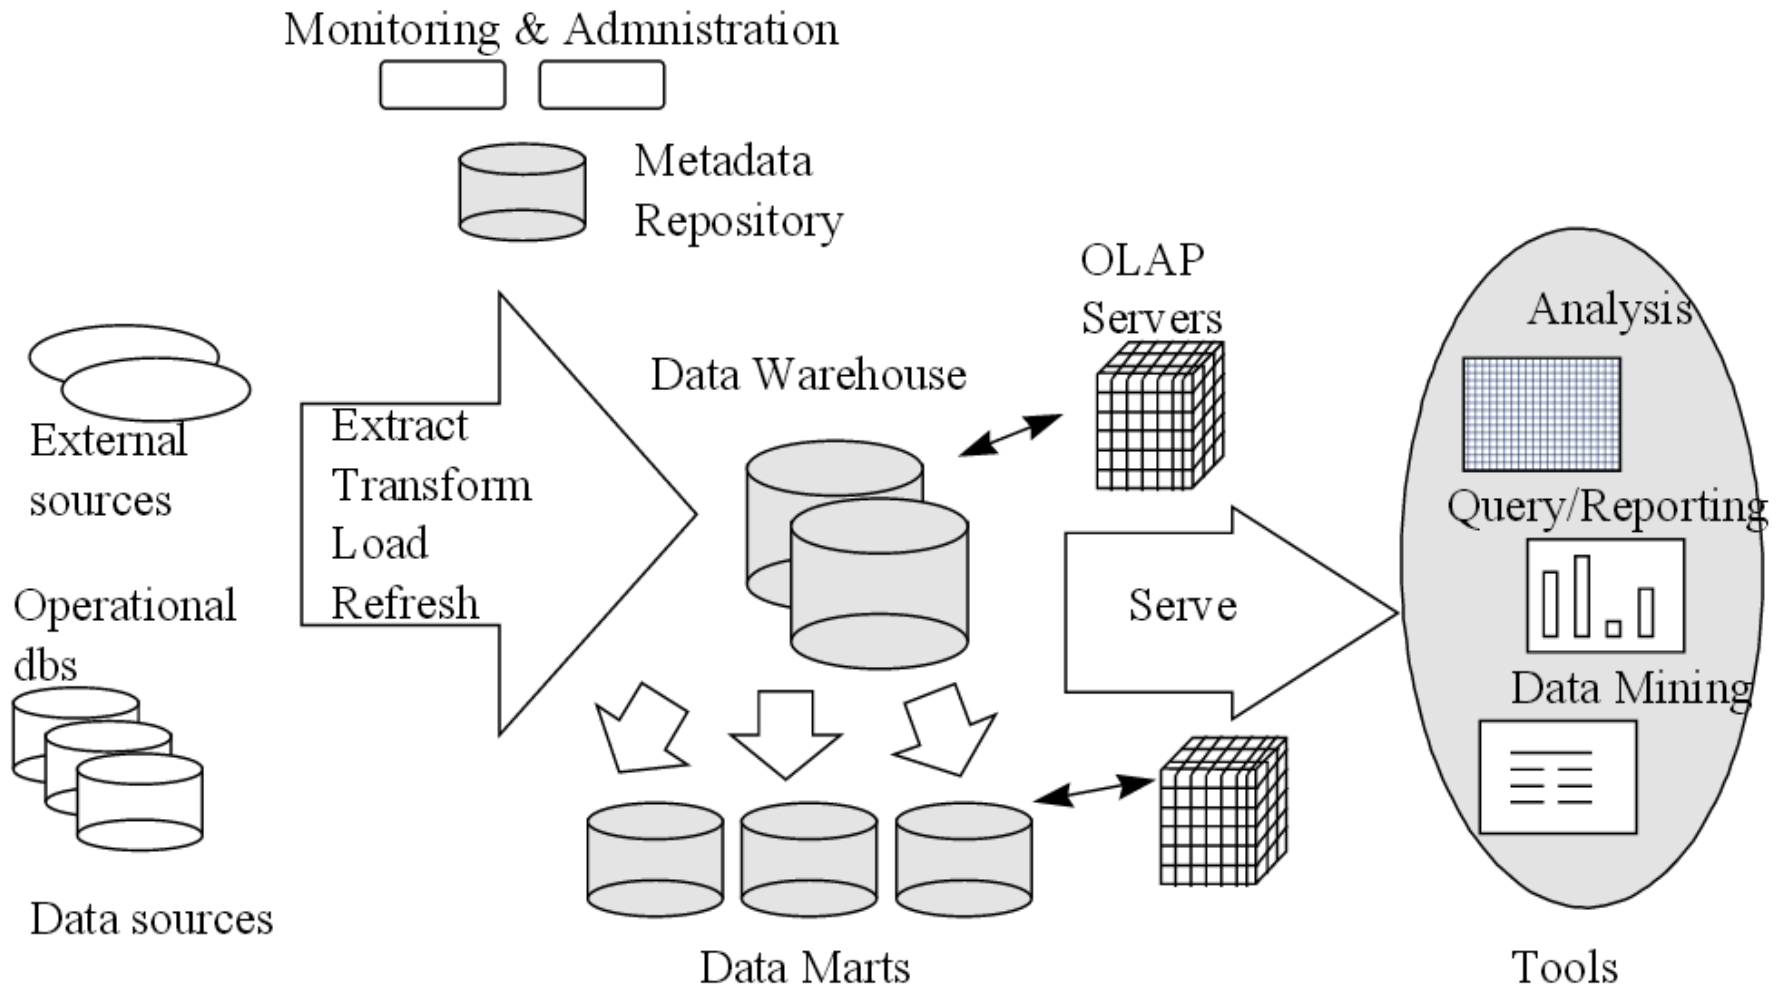 Monitoring & Admnistration
Metadata
Repository
OLAP
Servers
Analysis
Data Warehouse
External
sources
Extract
Transform
Load
Refresh
Query/Reporting
Operational
dbs
Serve
Data Mining
Data sources
Data Marts
Tools